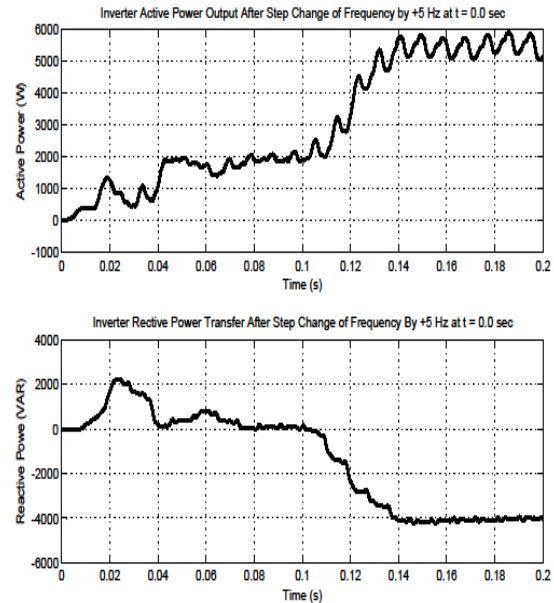 Inverter Active Power Output After Step Change of Frequency by +5 Hz at t = 0.0 sec
6000
5000
4000
3000
2000
1000
0
-1000
Active Power (W)
0 0.02 0.04 0.06 0.08 0.1 0.12 0.14 0.16 0.18 0.2
Time (s)
Inverter Rective Power Transfer After Step Change of Frequency By +5 Hz at t = 0.0 sec
4000
2000
0
-2000
-4000
-6000
Reactive Powe (VAR)
0 0.02 0.04 0.06 0.08 0.1 0.12 0.14 0.16 0.18 0.2
Time (s)